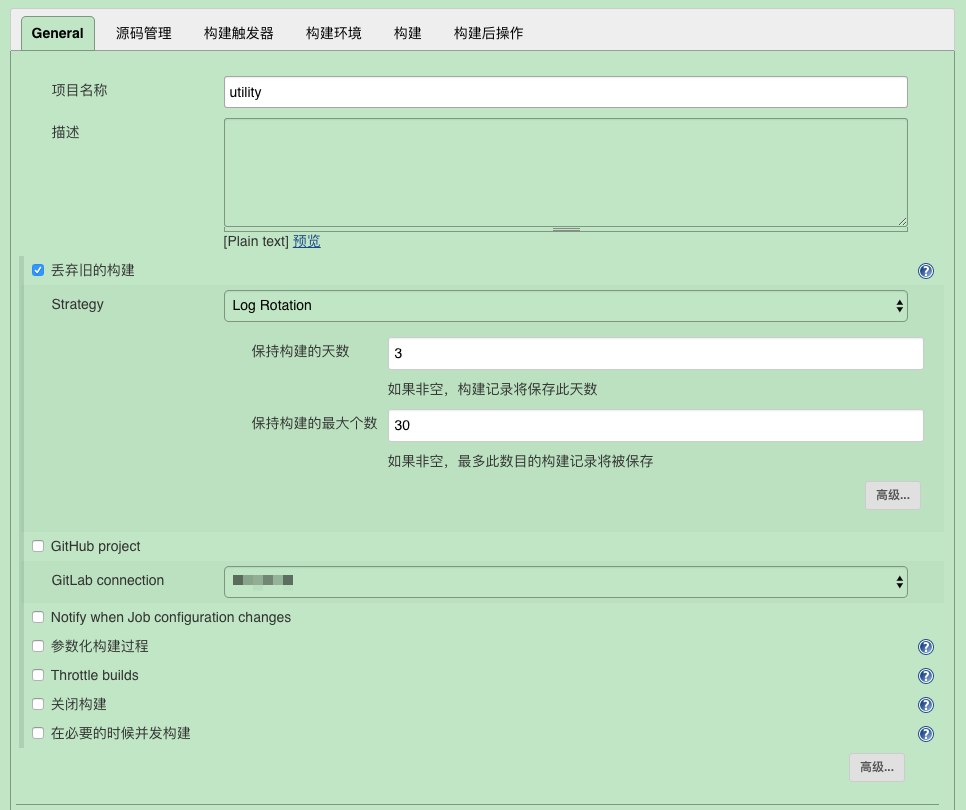 General 源码管理 构建触发器 构建环境 构建 构建后操作
项目名称 utility
描述
[Plain text] 预览
丢弃旧的构建 ?
Strategy Log Rotation
保持构建的天数 3
如果非空，构建记录将保存此天数
保持构建的最大个数 30
如果非空，最多此数目的构建记录将被保存
高级...
GitHub project
GitLab connection
Notify when Job configuration changes
参数化构建过程 ?
Throttle builds ?
关闭构建 ?
在必要的时候并发构建 ?
高级...